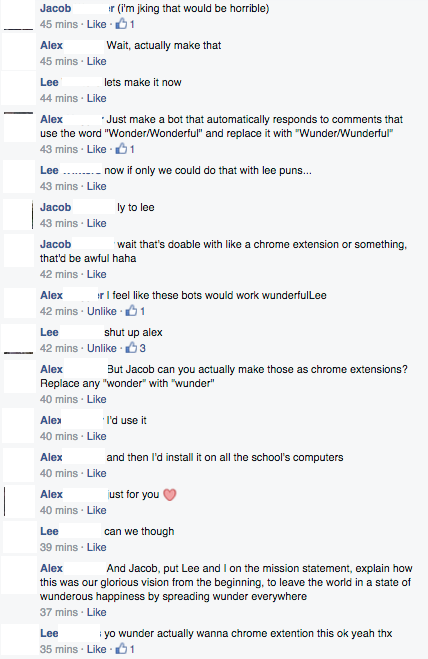 Jacob r (i'm jking that would be horrible)
45 mins · Like · 1
Alex Wait, actually make that
45 mins · Like
Lee lets make it now
44 mins · Like
Alex Just make a bot that automatically responds to comments that
use the word "Wonder/Wonderful" and replace it with "Wunder/Wunderful"
43 mins · Like · 1
Lee now if only we could do that with lee puns...
43 mins · Like
Jacob ly to lee
43 mins · Like
Jacob wait that's doable with like a chrome extension or something,
that'd be awful haha
42 mins · Like
Alex r I feel like these bots would work wunderfulLee
42 mins · Unlike · 1
Lee shut up alex
42 mins · Unlike · 3
Alex But Jacob can you actually make those as chrome extensions?
Replace any "wonder" with "wunder"
40 mins · Like
Alex I'd use it
40 mins · Like
Alex and then I'd install it on all the school's computers
40 mins · Like
Alex ust for you
40 mins · Like
Lee can we though
39 mins · Like
Alex And Jacob, put Lee and I on the mission statement, explain how
this was our glorious vision from the beginning, to leave the world in a state of
wunderous happiness by spreading wunder everywhere
37 mins · Like
Lee yo wunder actually wanna chrome extention this ok yeah thx
35 mins · Like · 1